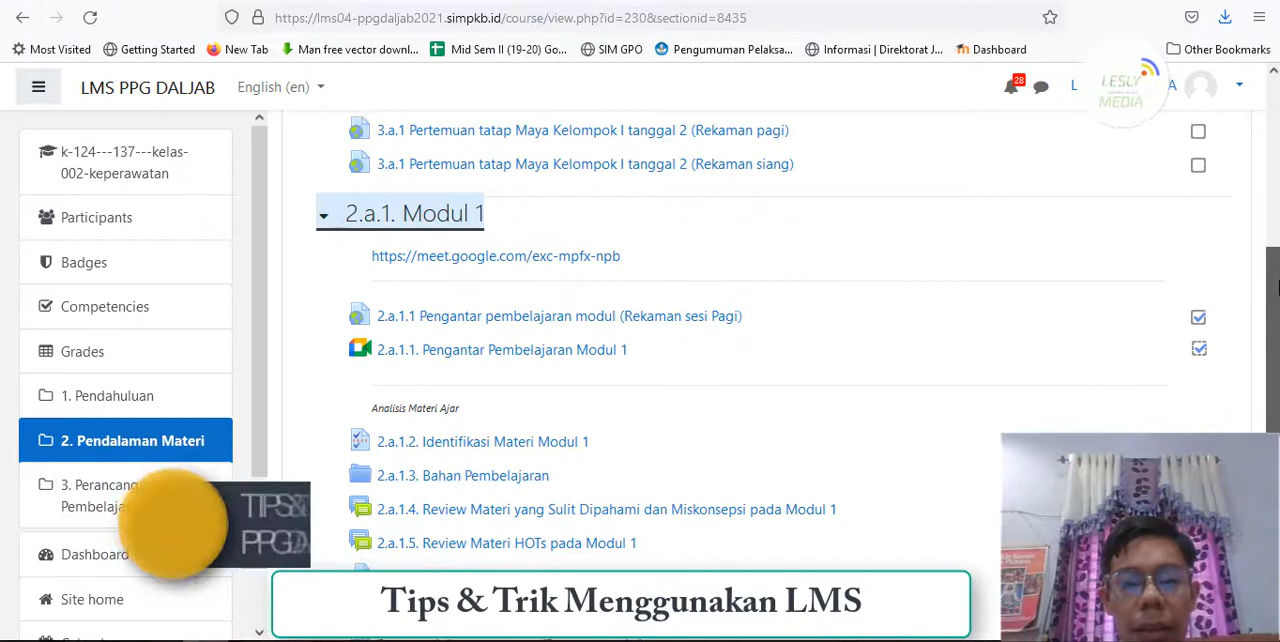 https://lms04-ppgdaljab2021.simpkb.id/course/view.php?id=230&sectionid=8435
Most Visited
Getting Started
New Tab
Man free vector downl...
Mid Sem II (19-20) Go...
SIM GPO
Pengumuman Pelaksa...
Informasi | Direktorat J...
Dashboard
Other Bookmarks
LMS PPG DALJAB
English (en)
28
L
A
LESLY
MEDIA
k-124---137---kelas-
002-keperawatan
Participants
Badges
Competencies
Grades
1. Pendahuluan
2. Pendalaman Materi
3. Perancang
Pembelaja
Dashboard
Site home
3.a.1 Pertemuan tatap Maya Kelompok I tanggal 2 (Rekaman pagi)
3.a.1 Pertemuan tatap Maya Kelompok I tanggal 2 (Rekaman siang)
2.a.1. Modul 1
https://meet.google.com/exc-mpfx-npb
2.a.1.1 Pengantar pembelajaran modul (Rekaman sesi Pagi)
2.a.1.1. Pengantar Pembelajaran Modul 1
Analisis Materi Ajar
2.a.1.2. Identifikasi Materi Modul 1
2.a.1.3. Bahan Pembelajaran
2.a.1.4. Review Materi yang Sulit Dipahami dan Miskonsepsi pada Modul 1
2.a.1.5. Review Materi HOTs pada Modul 1
TIPS&
PPGDA
Tips & Trik Menggunakan LMS